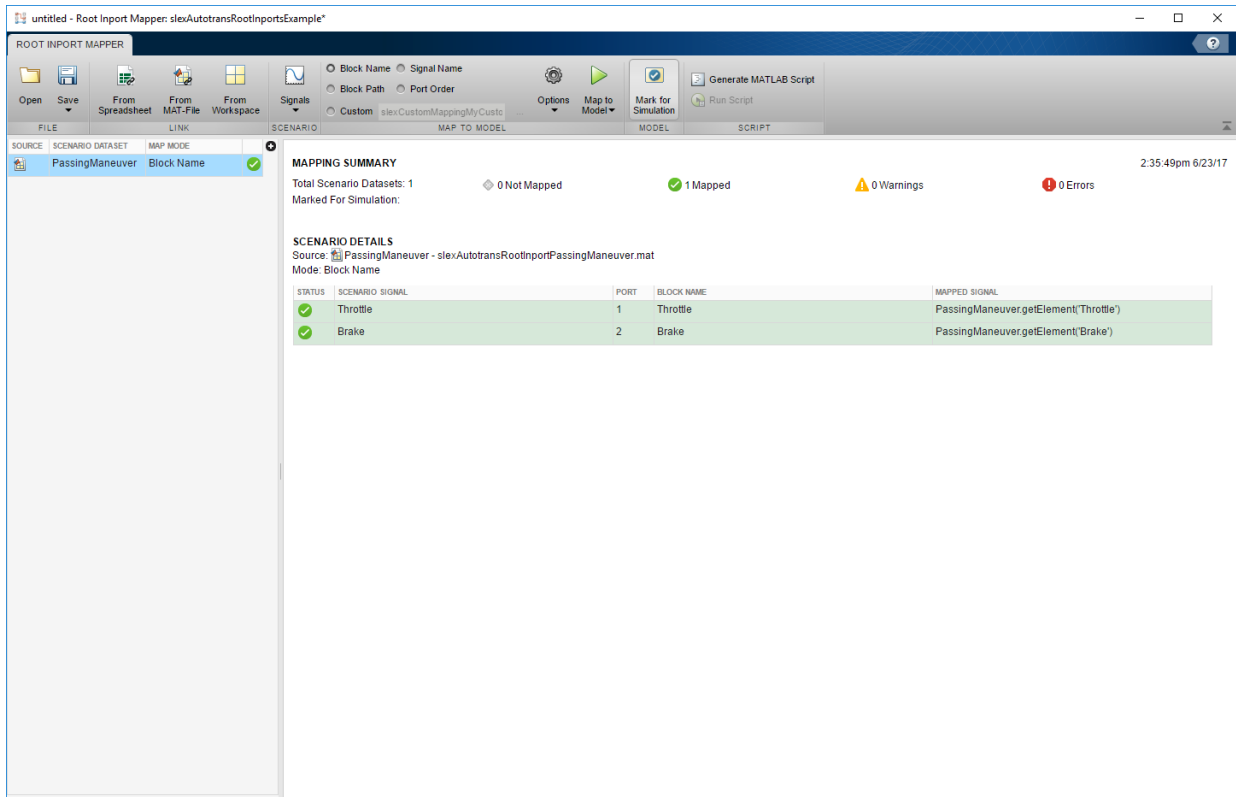 untitled - Root Inport Mapper: slexAutotransRootInportsExample*
ROOT INPORT MAPPER
?
Open Save From Spreadsheet From MAT-File From Workspace Signals
Block Name Signal Name
Block Path Port Order
Custom slexCustomMappingMyCustc ...
Options Map to Model Mark for Simulation
Generate MATLAB Script
Run Script
FILE LINK SCENARIO MAP TO MODEL MODEL SCRIPT
SOURCE SCENARIO DATASET MAP MODE
PassingManeuver Block Name
MAPPING SUMMARY 2:35:49pm 6/23/17
Total Scenario Datasets: 1 0 Not Mapped 1 Mapped 0 Warnings 0 Errors
Marked For Simulation:
SCENARIO DETAILS
Source: PassingManeuver - slexAutotransRootInportPassingManeuver.mat
Mode: Block Name
STATUS SCENARIO SIGNAL PORT BLOCK NAME MAPPED SIGNAL
Throttle 1 Throttle PassingManeuver.getElement('Throttle')
Brake 2 Brake PassingManeuver.getElement('Brake')